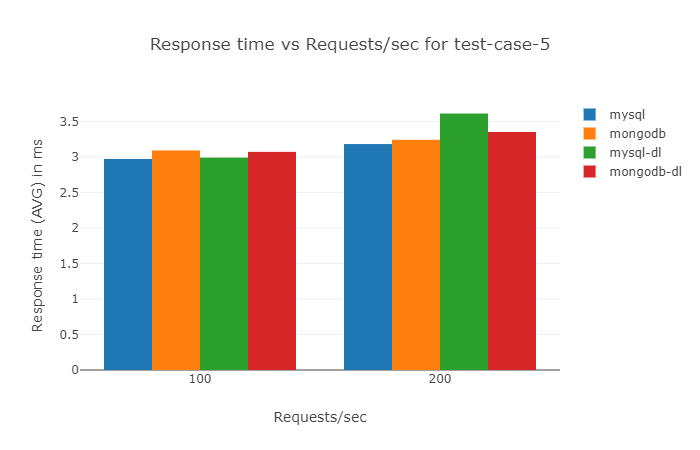 Response time vs Requests/sec for test-case-5
Response time (AVG) in ms
3.5
3
2.5
2
1.5
1
0.5
0
100
200
Requests/sec
mysql
mongodb
mysql-dl
mongodb-dl